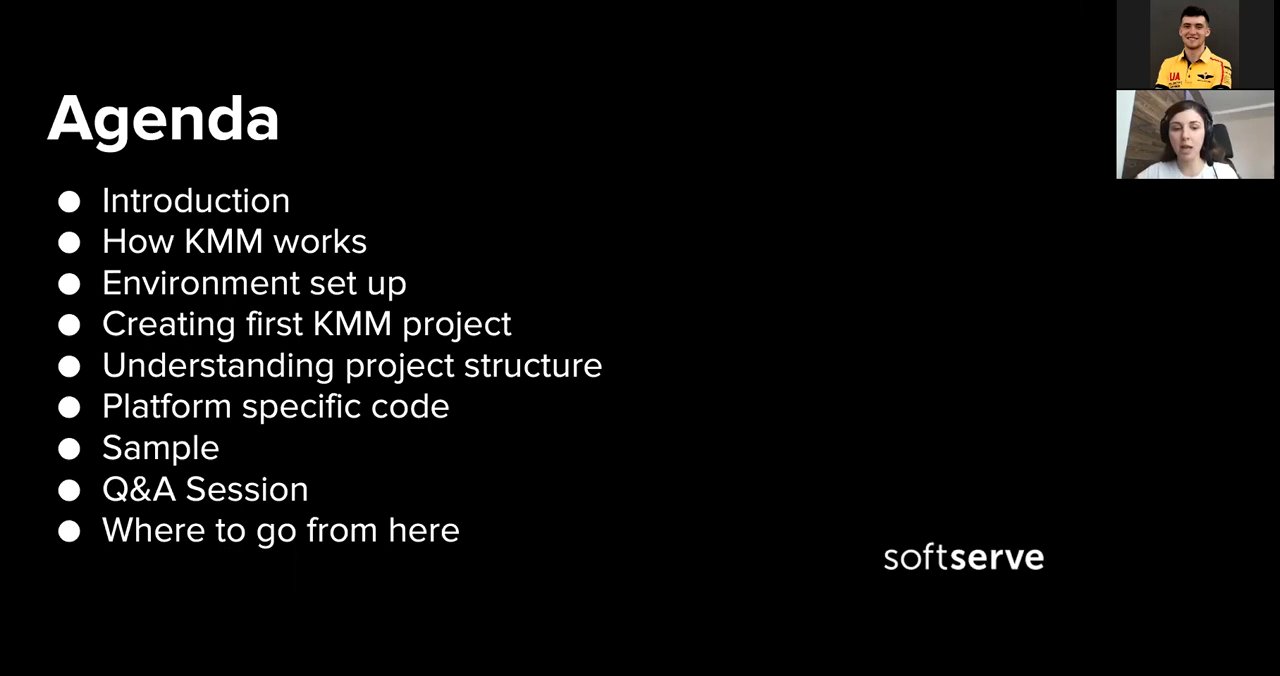 Agenda
Introduction
How KMM works
Environment set up
Creating first KMM project
Understanding project structure
Platform specific code
Sample
Q&A Session
Where to go from here
softserve
UA